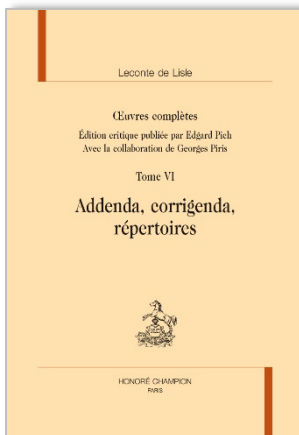 Leconte de Lisle
Œuvres complètes
Édition critique publiée par Edgard Pich
Avec la collaboration de Georges Piris
Tome VI
Addenda, corrigenda,
répertoires
HONORÉ CHAMPION
PARIS